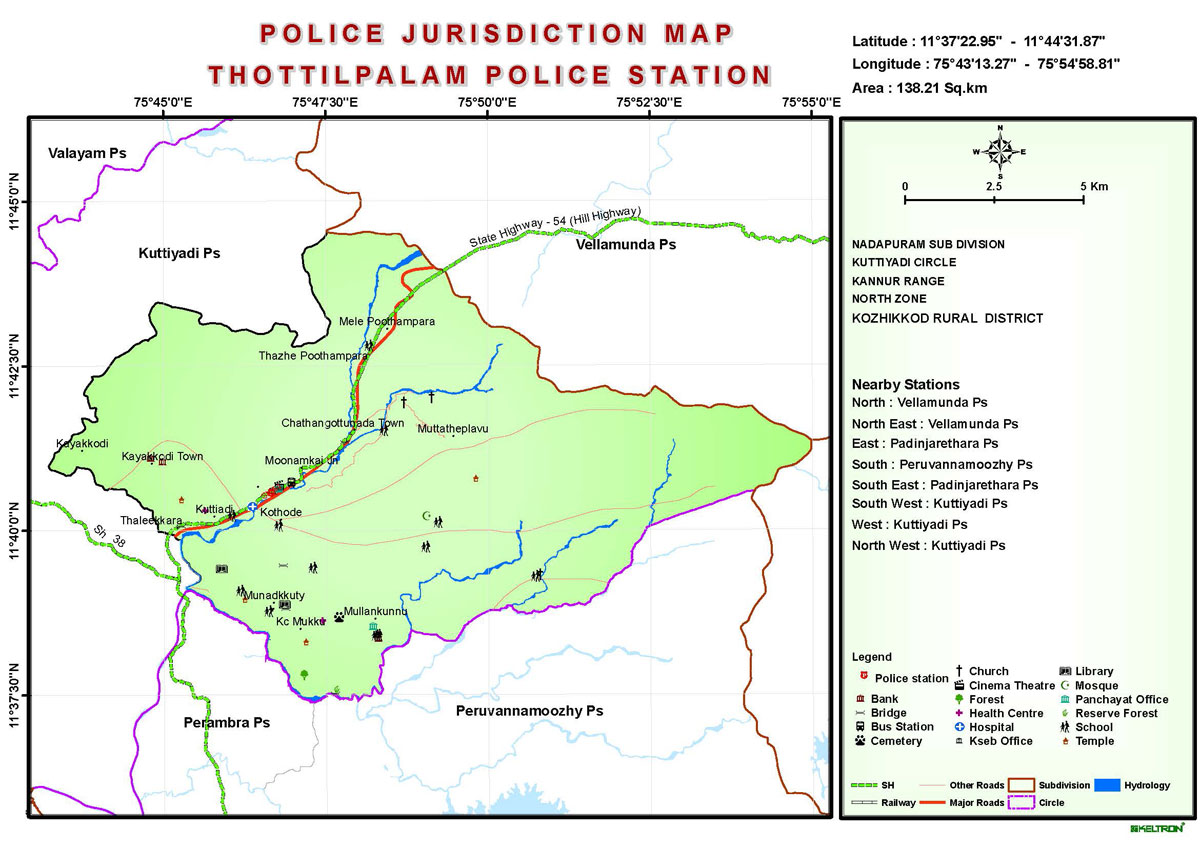 POLICE JURISDICTION MAP
THOTTILPALAM POLICE STATION
Latitude : 11°37'22.95" - 11°44'31.87"
Longitude : 75°43'13.27" - 75°54'58.81"
Area : 138.21 Sq.km
75°45'0"E
75°47'30"E
75°50'0"E
75°52'30"E
75°55'0"E
11°45'0"N
11°42'30"N
11°40'0"N
11°37'30"N
Valayam Ps
Kuttiyadi Ps
State Highway - 54 (Hill Highway)
Vellamunda Ps
Mele Poothampara
Thazhe Poothampara
Chathangottunada Town
Muttatheplavu
Kayakkodi
Kayakkodi Town
Moonamkai Jn
Kuttiadi
Kothode
Thaleekkara
Sh 38
Munadkkuty
Kc Mukku
Mullankunnu
Perambra Ps
Peruvannamoozhy Ps
N
W
E
S
0
2.5
5 Km
NADAPURAM SUB DIVISION
KUTTIYADI CIRCLE
KANNUR RANGE
NORTH ZONE
KOZHIKKOD RURAL DISTRICT
Nearby Stations
North : Vellamunda Ps
North East : Vellamunda Ps
East : Padinjarethara Ps
South : Peruvannamoozhy Ps
South East : Padinjarethara Ps
South West : Kuttiyadi Ps
West : Kuttiyadi Ps
North West : Kuttiyadi Ps
Legend
Police station
Bank
Bridge
Bus Station
Cemetery
Church
Cinema Theatre
Forest
Health Centre
Hospital
Kseb Office
Library
Mosque
Panchayat Office
Reserve Forest
School
Temple
SH
Other Roads
Subdivision
Hydrology
Railway
Major Roads
Circle
KELTRON